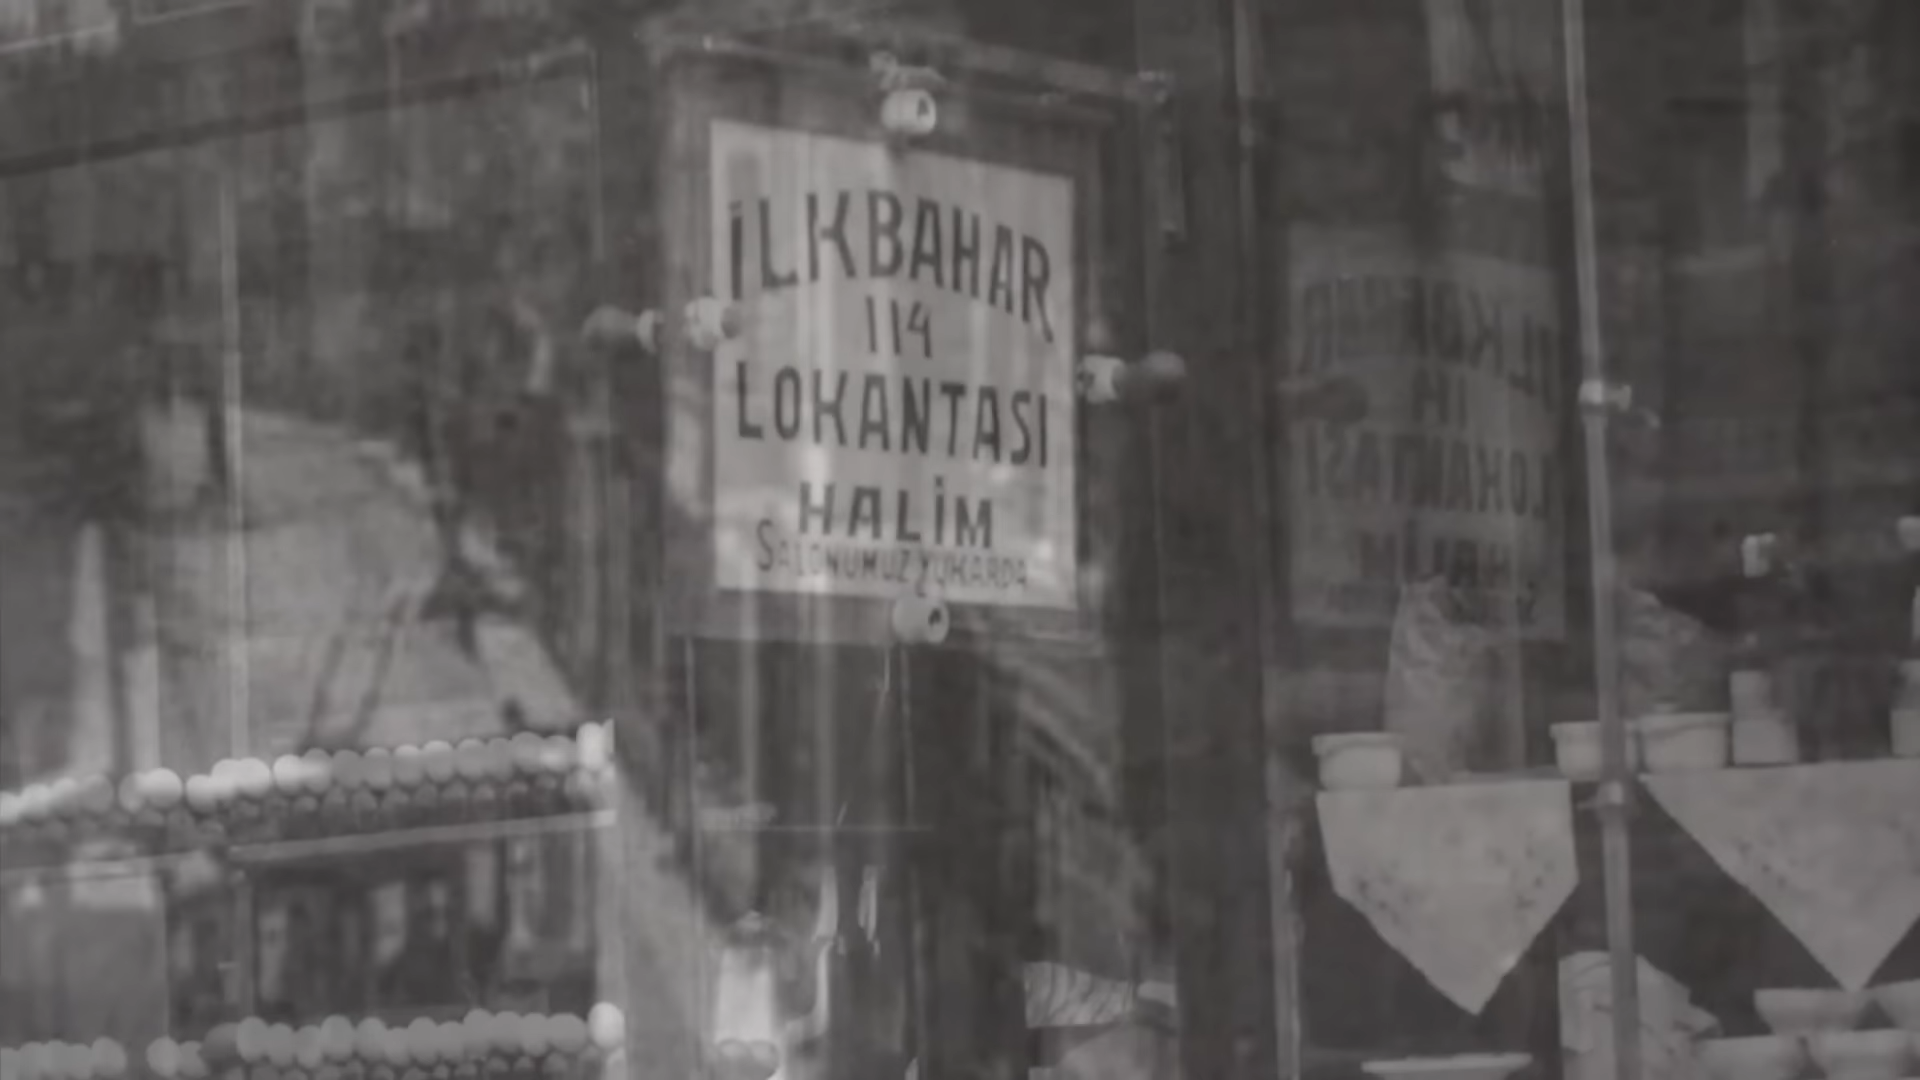 İLKBAHAR
114
LOKANTASI
HALİM
SALONUMUZ YUKARDA